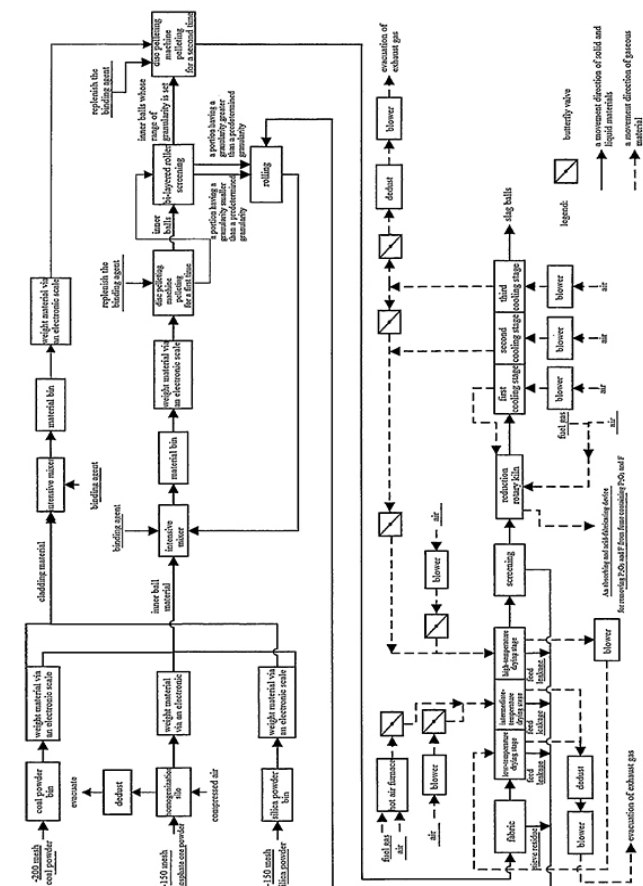 -200 mesh
coal powder
coal powder
bin
weight material via
an electronic scale
cladding material
binding agent
material bin
weight material via
an electronic scale
replenish the
binding agent
disc pelleting
machine
pelleting
for a second time
evacuate
dedust
-150 mesh
homogenization
silo
compressed air
weight material
via an electronic
inner ball
material
binding agent
intensive
mixer
material bin
weight material via
an electronic scale
replenish the
binding agent
disc pelleting
machine
pelleting
for a first time
inner
balls
bi-layered roller
screening
inner balls whose
range of
granularity is set
a portion having a
granularity smaller
than a predetermined
granularity
a portion having a
granularity greater
than a predetermined
granularity
rolling
-150 mesh
silica powder
silica powder
bin
weight material via
an electronic scale
fuel gas
air
hot air furnace
air
blower
blower
air
dedust
blower
evacuation of
exhaust gas
fabric
sieve residue
low-temperature
drying stage
intermediate-
temperature
drying stage
high-temperature
drying stage
feed
leakage
feed
leakage
feed
leakage
dedust
blower
evacuation of exhaust gas
blower
screening
reduction
rotary kiln
An absorbing and acid-fabricating device
for removing P₂O₅ and F from fume containing P₂O₅ and F
fuel gas
air
first
cooling stage
second
cooling stage
third
cooling stage
blower
air
blower
air
blower
air
slag balls
legend:
butterfly valve
a movement direction of solid and
liquid materials
a movement direction of gaseous
material